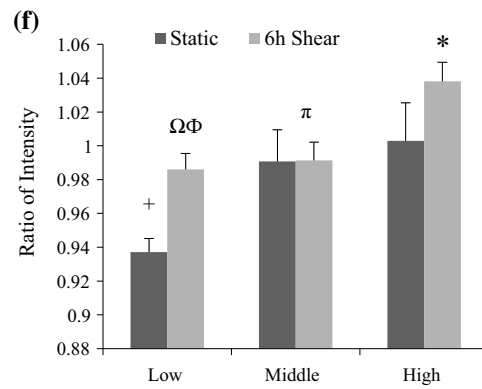 (f)
1.06
1.04
1.02
1
0.98
0.96
0.94
0.92
0.9
0.88
Ratio of Intensity
Static
6h Shear
+
ΩΦ
π
*
Low
Middle
High